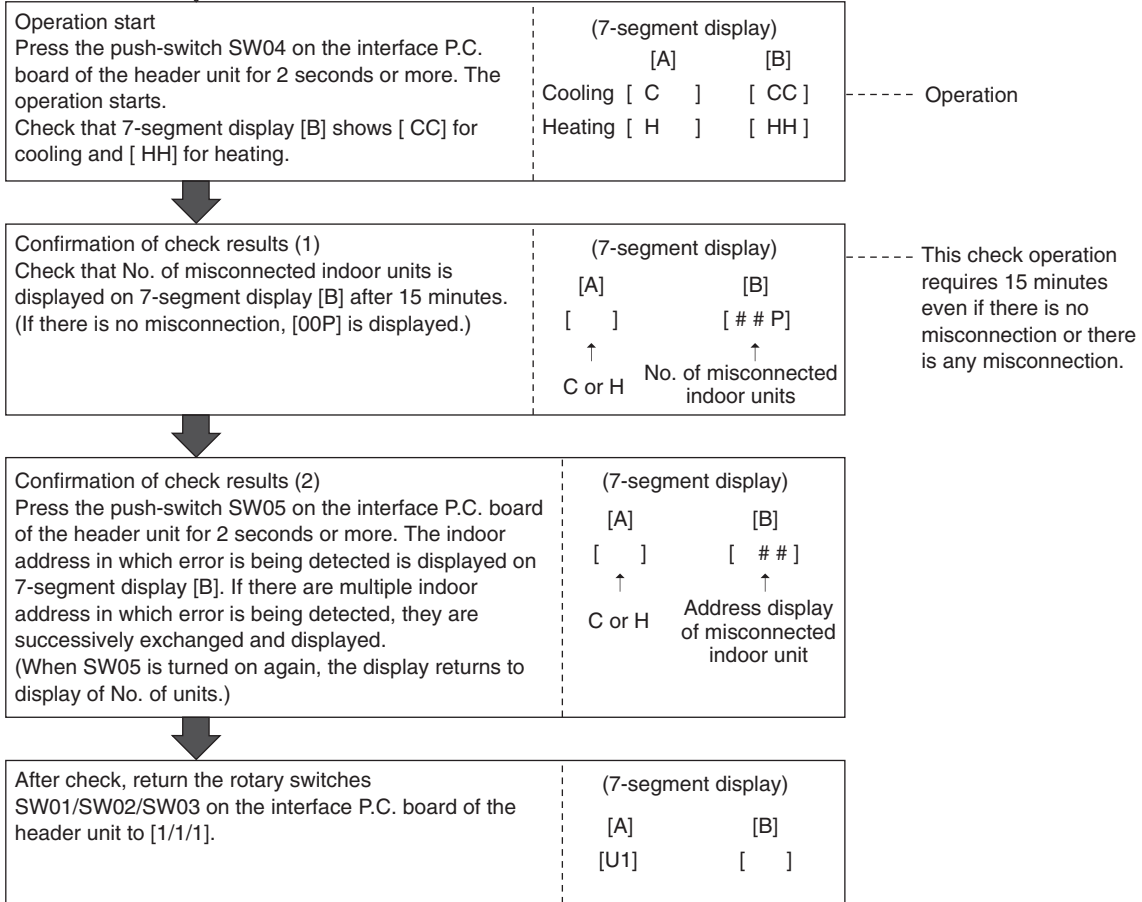 Operation start
Press the push-switch SW04 on the interface P.C.
board of the header unit for 2 seconds or more. The
operation starts.
Check that 7-segment display [B] shows [ CC] for
cooling and [ HH] for heating.
(7-segment display)
[A] [B]
Cooling [ C ] [ CC ]
Heating [ H ] [ HH ]
Operation
Confirmation of check results (1)
Check that No. of misconnected indoor units is
displayed on 7-segment display [B] after 15 minutes.
(If there is no misconnection, [00P] is displayed.)
(7-segment display)
[A] [B]
[ ] [ # # P]
↑ ↑
C or H No. of misconnected
indoor units
This check operation
requires 15 minutes
even if there is no
misconnection or there
is any misconnection.
Confirmation of check results (2)
Press the push-switch SW05 on the interface P.C. board
of the header unit for 2 seconds or more. The indoor
address in which error is being detected is displayed on
7-segment display [B]. If there are multiple indoor
address in which error is being detected, they are
successively exchanged and displayed.
(When SW05 is turned on again, the display returns to
display of No. of units.)
(7-segment display)
[A] [B]
[ ] [ # # ]
↑ ↑
C or H Address display
of misconnected
indoor unit
After check, return the rotary switches
SW01/SW02/SW03 on the interface P.C. board of the
header unit to [1/1/1].
(7-segment display)
[A] [B]
[U1] [ ]